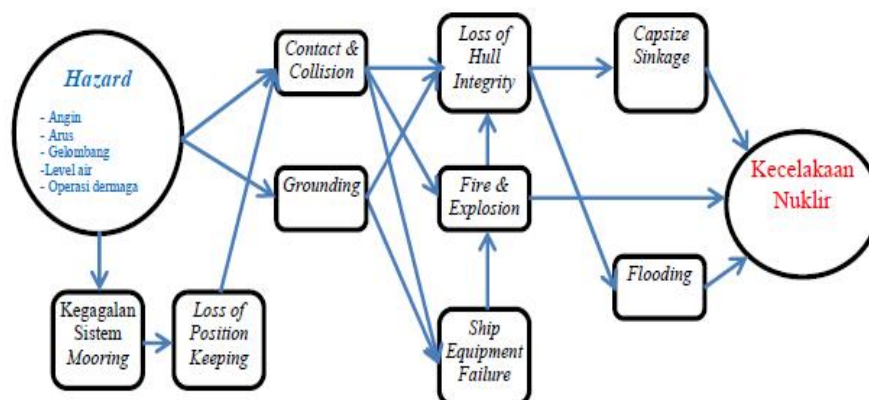 Hazard
- Angin
- Arus
- Gelombang
-Level air
- Operasi dermaga
Kegagalan
Sistem
Mooring
Loss of
Position
Keeping
Contact &
Collision
Grounding
Loss of
Hull
Integrity
Fire &
Explosion
Ship
Equipment
Failure
Capsize
Sinkage
Flooding
Kecelakaan
Nuklir